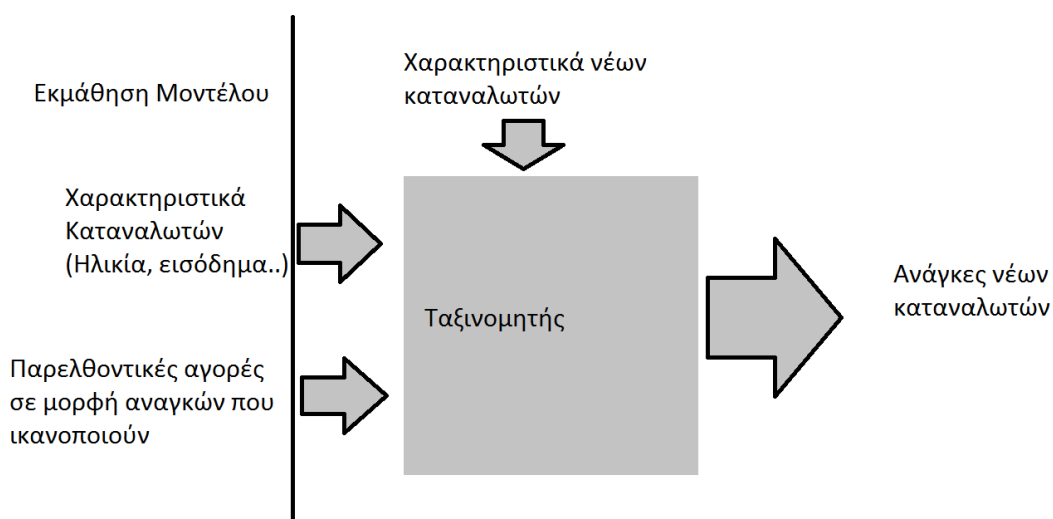 Εκμάθηση Μοντέλου
Χαρακτηριστικά νέων
καταναλωτών
Χαρακτηριστικά
Καταναλωτών
(Ηλικία, εισόδημα..)
Παρελθοντικές αγορές
σε μορφή αναγκών που
ικανοποιούν
Ταξινομητής
Ανάγκες νέων
καταναλωτών